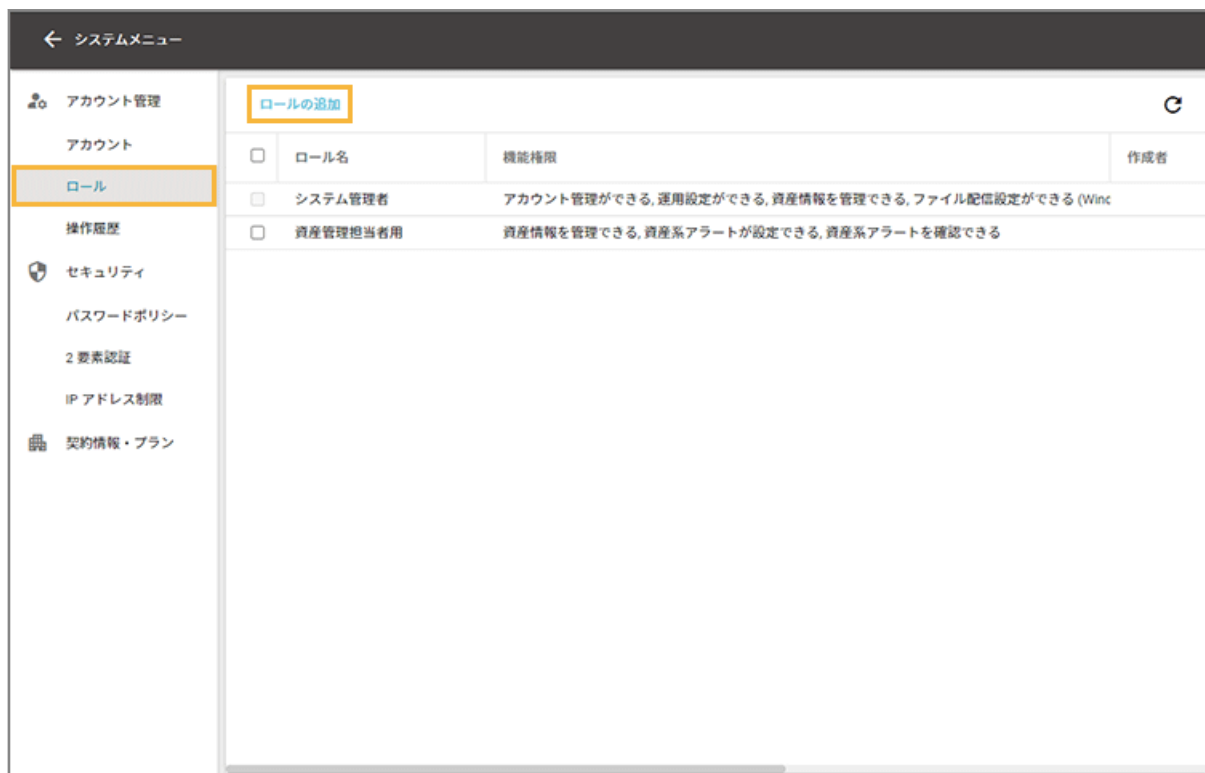 システムメニュー
アカウント管理
アカウント
ロール
操作履歴
セキュリティ
パスワードポリシー
2 要素認証
IP アドレス制限
契約情報・プラン
ロールの追加
ロール名 機能権限 作成者
システム管理者 アカウント管理ができる, 運用設定ができる, 資産情報を管理できる, ファイル配信設定ができる (Winc
資産管理担当者用 資産情報を管理できる, 資産系アラートが設定できる, 資産系アラートを確認できる